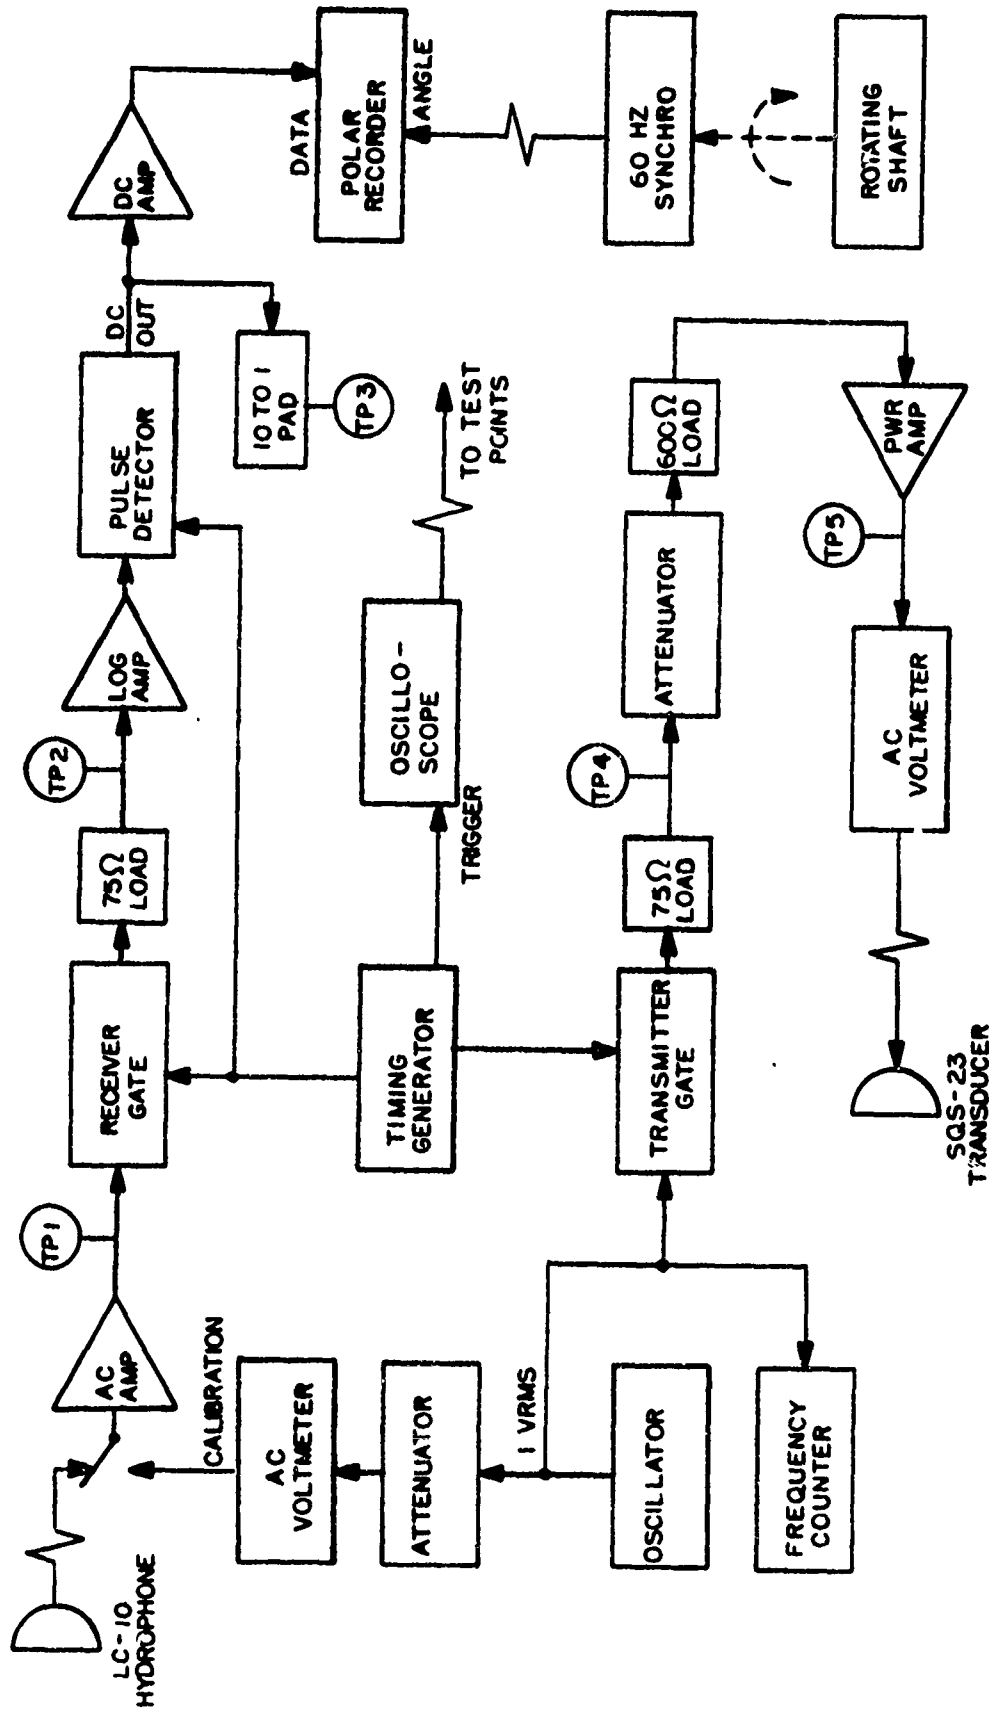 LC-10
HYDROPHONE
AC
AMP
TP1
RECEIVER
GATE
75Ω
LOAD
TP2
LOG
AMP
PULSE
DETECTOR
DC
OUT
DC
AMP
10 TO 1
PAD
TP3
DATA
POLAR
RECORDER
ANGLE
60 HZ
SYNCHRO
ROTATING
SHAFT
CALIBRATION
AC
VOLTMETER
ATTENUATOR
1 VRMS
OSCILLATOR
FREQUENCY
COUNTER
TIMING
GENERATOR
TRIGGER
OSCILLO-
SCOPE
TO TEST
POINTS
TRANSMITTER
GATE
75Ω
LOAD
TP4
ATTENUATOR
600Ω
LOAD
PWR
AMP
TP5
AC
VOLTMETER
SQS-23
TRANSDUCER